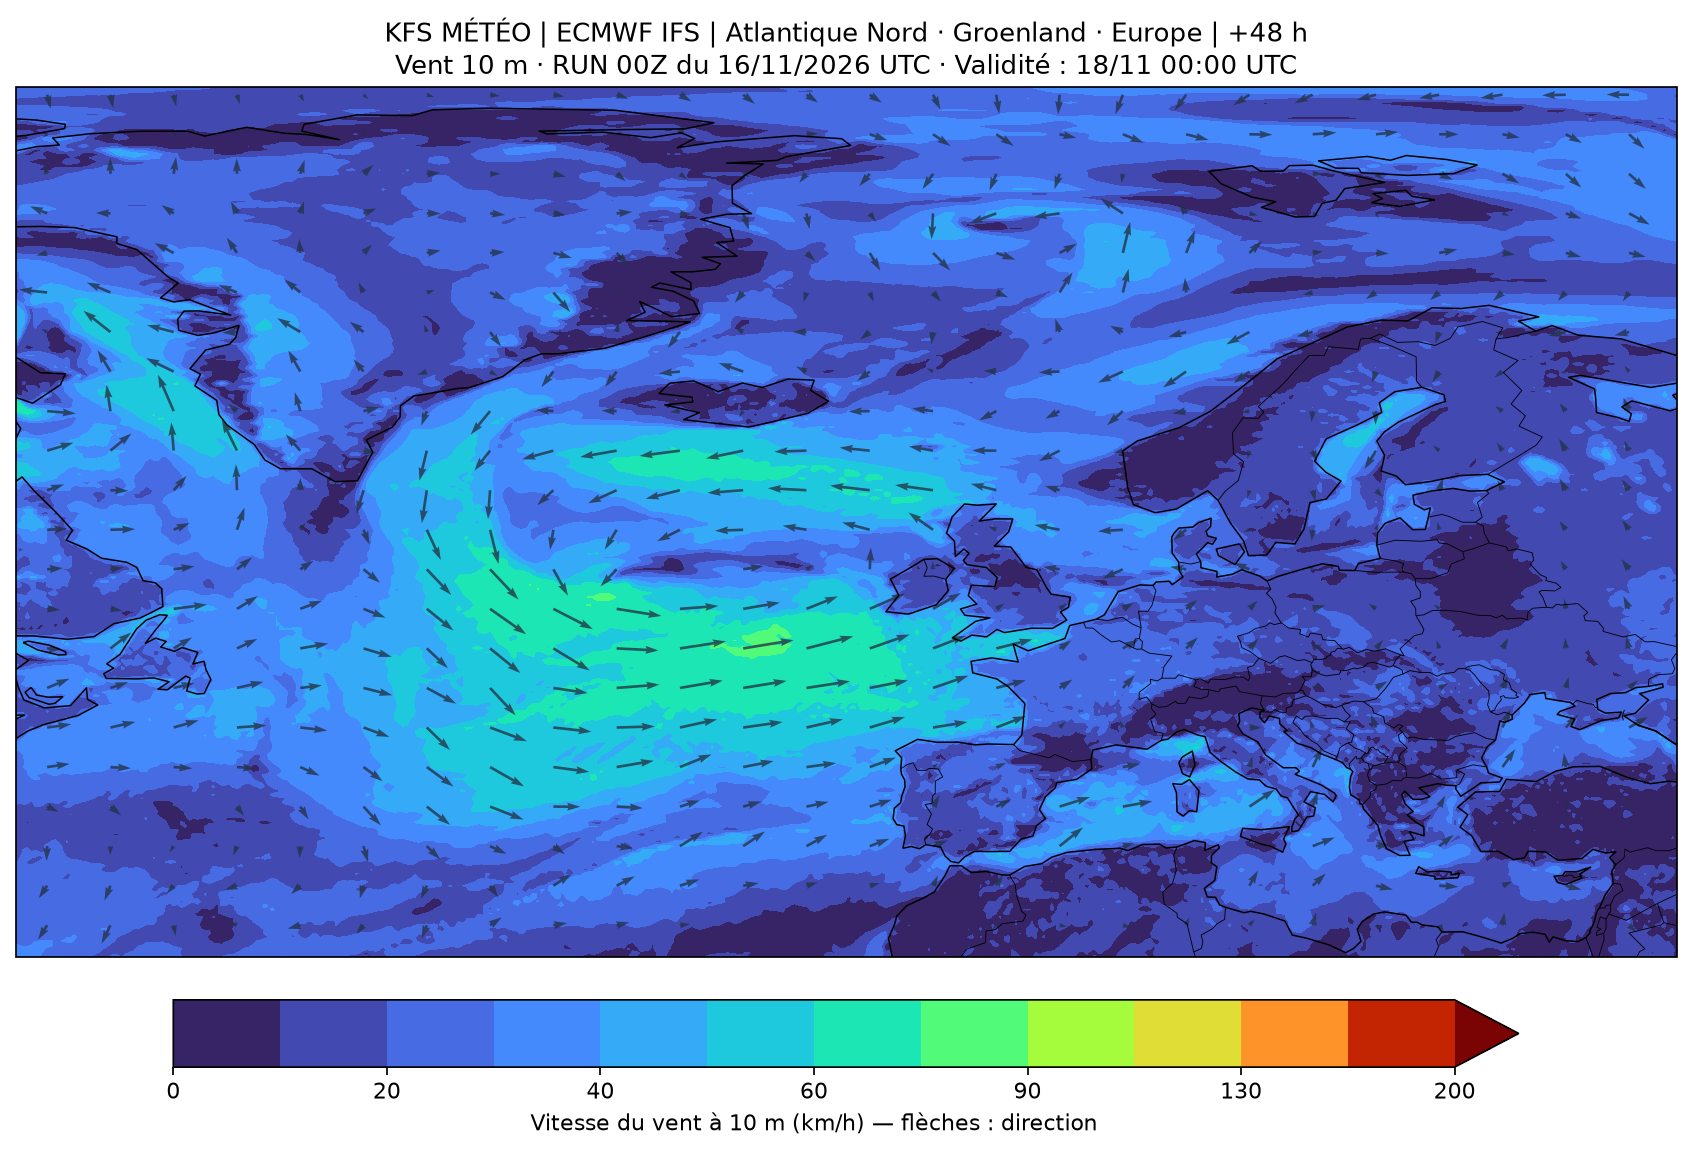 KFS MÉTÉO | ECMWF IFS | Atlantique Nord · Groenland · Europe | +48 h
Vent 10 m · RUN 00Z du 16/11/2026 UTC · Validité : 18/11 00:00 UTC
0 20 40 60 90 130 200
Vitesse du vent à 10 m (km/h) — flèches : direction